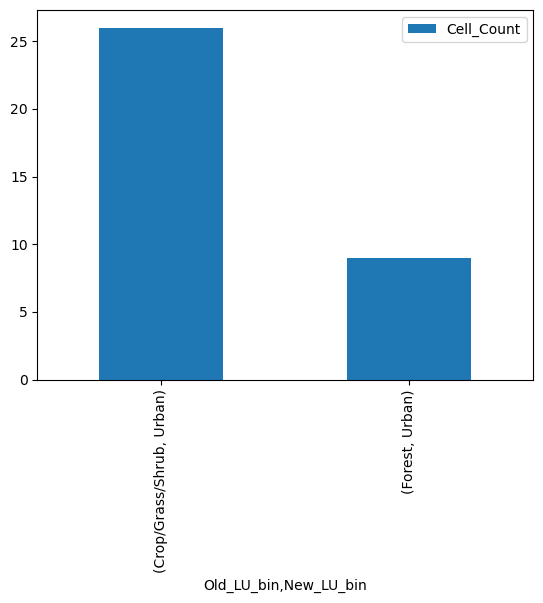 Cell_Count
25
20
15
10
5
0
(Crop/Grass/Shrub, Urban)
(Forest, Urban)
Old_LU_bin,New_LU_bin